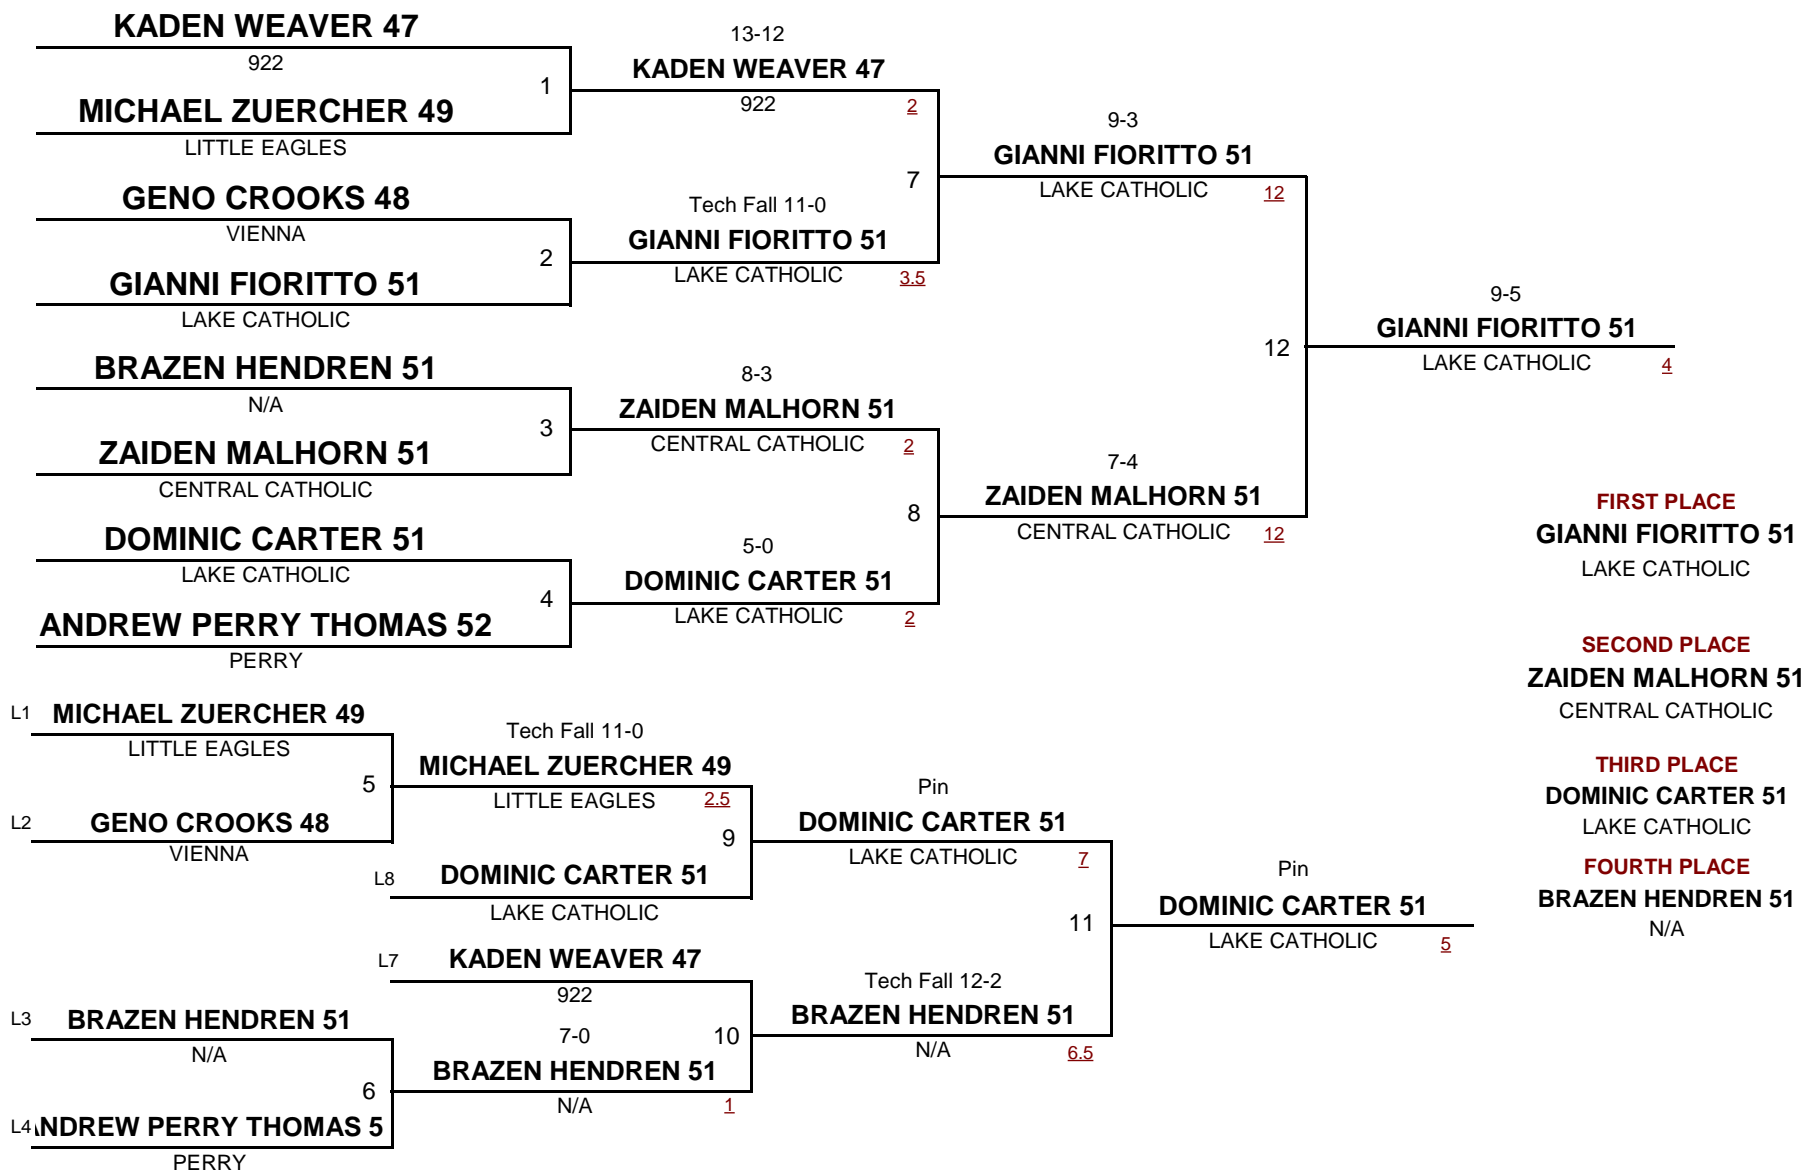 KADEN WEAVER 47
922
1
MICHAEL ZUERCHER 49
LITTLE EAGLES
GENO CROOKS 48
VIENNA
2
GIANNI FIORITTO 51
LAKE CATHOLIC
BRAZEN HENDREN 51
N/A
3
ZAIDEN MALHORN 51
CENTRAL CATHOLIC
DOMINIC CARTER 51
LAKE CATHOLIC
4
ANDREW PERRY THOMAS 52
PERRY
13-12
KADEN WEAVER 47
922 2
7
Tech Fall 11-0
GIANNI FIORITTO 51
LAKE CATHOLIC 3.5
8-3
ZAIDEN MALHORN 51
CENTRAL CATHOLIC 2
8
5-0
DOMINIC CARTER 51
LAKE CATHOLIC 2
9-3
GIANNI FIORITTO 51
LAKE CATHOLIC 12
12
7-4
ZAIDEN MALHORN 51
CENTRAL CATHOLIC 12
9-5
GIANNI FIORITTO 51
LAKE CATHOLIC 4
FIRST PLACE
GIANNI FIORITTO 51
LAKE CATHOLIC
SECOND PLACE
ZAIDEN MALHORN 51
CENTRAL CATHOLIC
THIRD PLACE
DOMINIC CARTER 51
LAKE CATHOLIC
FOURTH PLACE
BRAZEN HENDREN 51
N/A
L1 MICHAEL ZUERCHER 49
LITTLE EAGLES
5
L2 GENO CROOKS 48
VIENNA
Tech Fall 11-0
MICHAEL ZUERCHER 49
LITTLE EAGLES 2.5
9
L8 DOMINIC CARTER 51
LAKE CATHOLIC
L7 KADEN WEAVER 47
922
10
L3 BRAZEN HENDREN 51
N/A
6
L4 ANDREW PERRY THOMAS 5
PERRY
7-0
BRAZEN HENDREN 51
N/A 1
Pin
DOMINIC CARTER 51
LAKE CATHOLIC 7
11
Tech Fall 12-2
BRAZEN HENDREN 51
N/A 6.5
Pin
DOMINIC CARTER 51
LAKE CATHOLIC 5